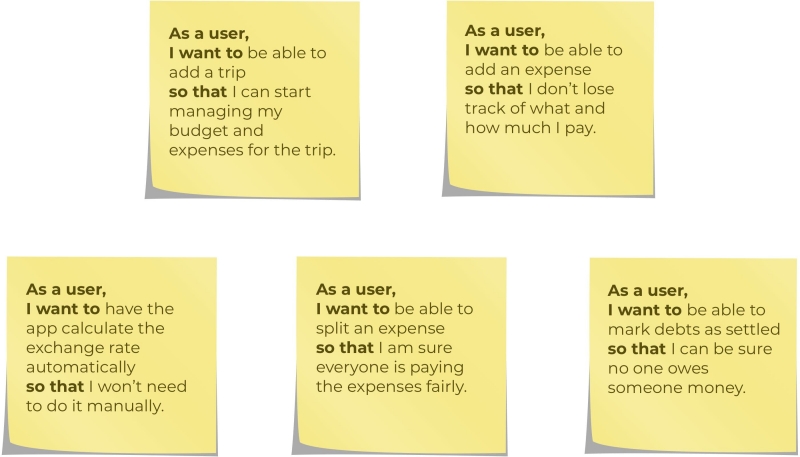 As a user,
I want to be able to
add a trip
so that I can start
managing my
budget and
expenses for the trip.
As a user,
I want to be able to
add an expense
so that I don't lose
track of what and
how much I pay.
As a user,
I want to have the
app calculate the
exchange rate
automatically
so that I won't need
to do it manually.
As a user,
I want to be able to
split an expense
so that I am sure
everyone is paying
the expenses fairly.
As a user,
I want to be able to
mark debts as settled
so that I can be sure
no one owes
someone money.